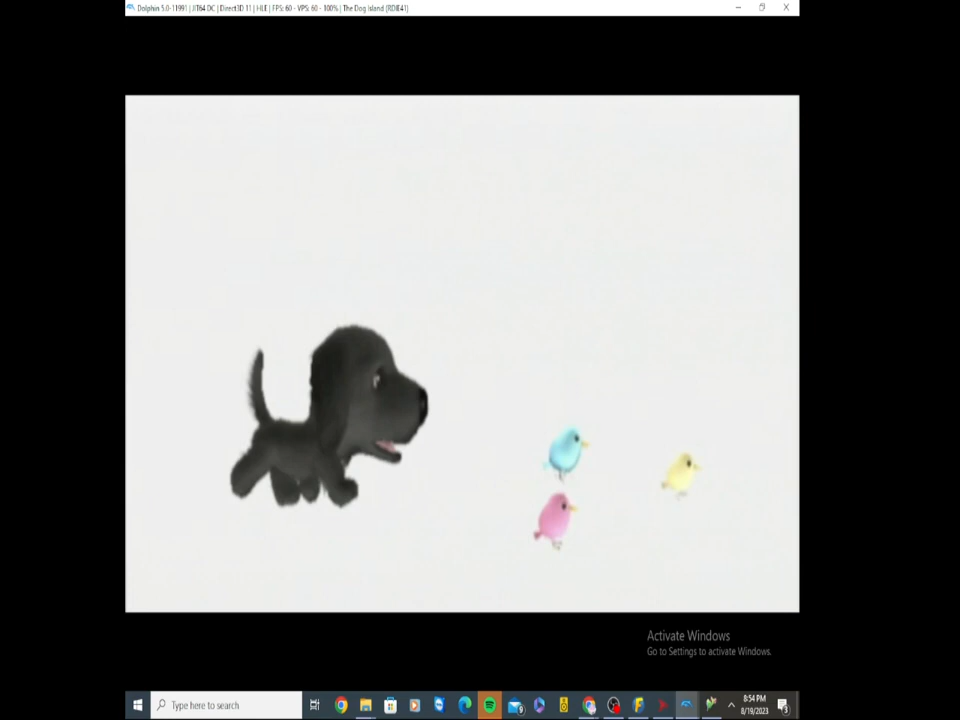 Dolphin 5.0-11991 | JIT64 DC | Direct3D 11 | HLE | FPS: 60 - VPS: 60 - 100% | The Dog Island (RDIE41)
Activate Windows
Go to Settings to activate Windows.
Type here to search
8:54 PM
8/19/2023